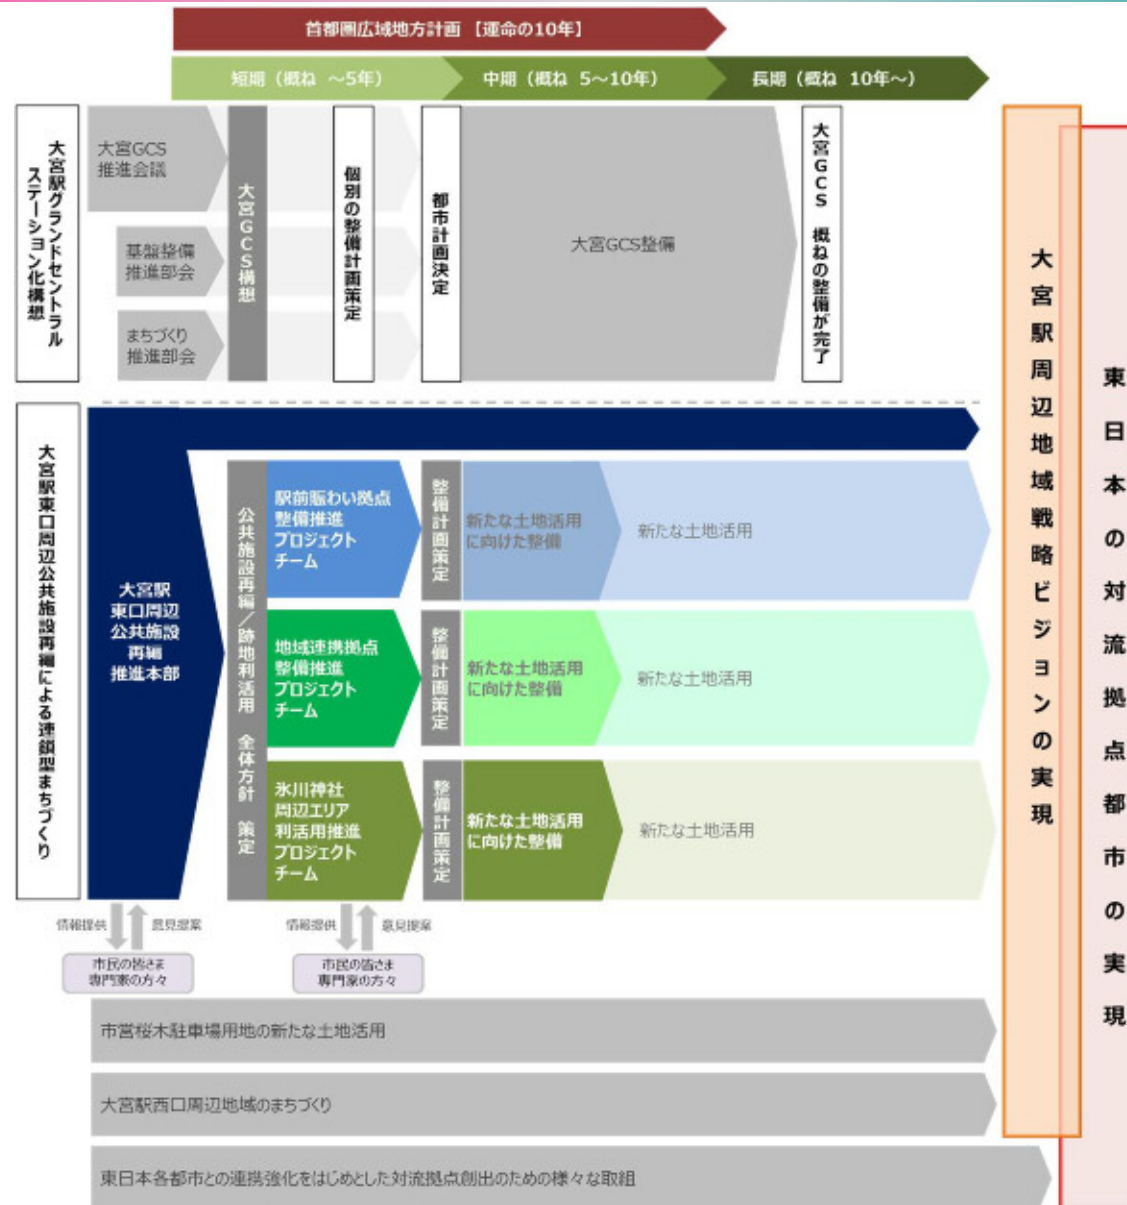 首都圏広域地方計画 【運命の10年】
短期（概ね ～5年）
中期（概ね 5～10年）
長期（概ね 10年～）
大宮駅グランドセントラル
ステーション化構想
大宮GCS
推進会議
基盤整備
推進部会
まちづくり
推進部会
大宮GCS構想
個別の整備計画策定
都市計画決定
大宮GCS整備
大宮GCS 概ねの整備が完了
大宮駅東口周辺公共施設再編による連鎖型まちづくり
大宮駅
東口周辺
公共施設
再編
推進本部
公共施設再編／跡地利活用 全体方針 策定
駅前賑わい拠点
整備推進
プロジェクト
チーム
整備計画策定
新たな土地活用
に向けた整備
新たな土地活用
地域連携拠点
整備推進
プロジェクト
チーム
整備計画策定
新たな土地活用
に向けた整備
新たな土地活用
氷川神社
周辺エリア
利活用推進
プロジェクト
チーム
整備計画策定
新たな土地活用
に向けた整備
新たな土地活用
情報提供
意見提案
市民の皆さま
専門家の方々
情報提供
意見提案
市民の皆さま
専門家の方々
市営桜木駐車場用地の新たな土地活用
大宮駅西口周辺地域のまちづくり
東日本各都市との連携強化をはじめとした対流拠点創出のための様々な取組
大宮駅周辺地域戦略ビジョンの実現
東日本の対流拠点都市の実現